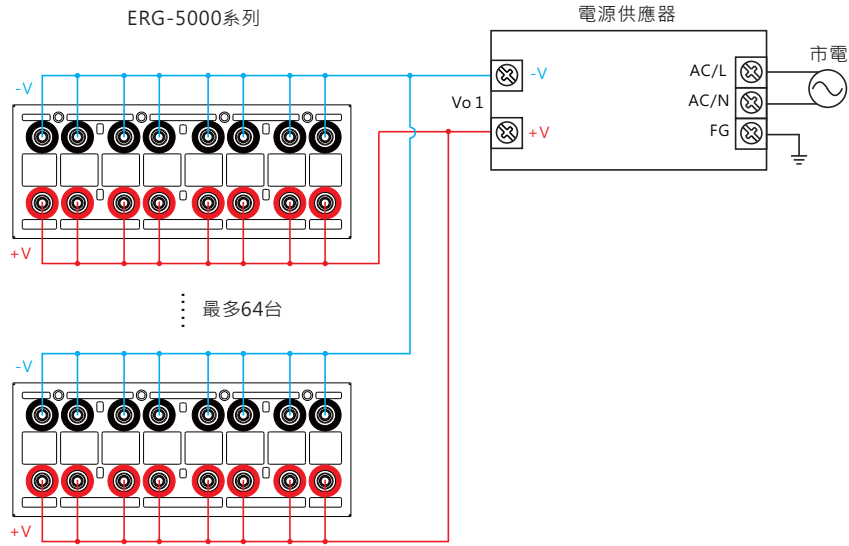 ERG-5000系列
電源供應器
市電
-V
-V
AC/L
Vo 1
AC/N
+V
FG
+V
最多64台
-V
+V